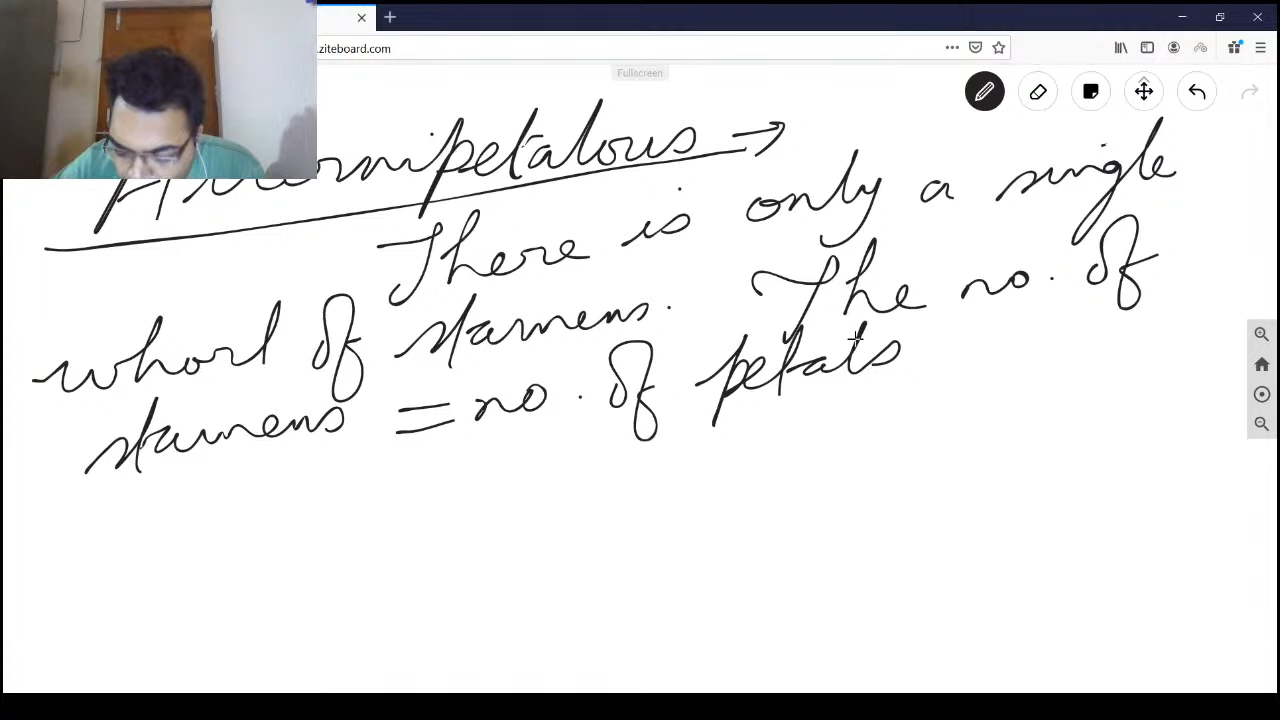 ziteboard.com
Fullscreen
There is only a single
whorl of stamens. The no. of
stamens = no. of petals